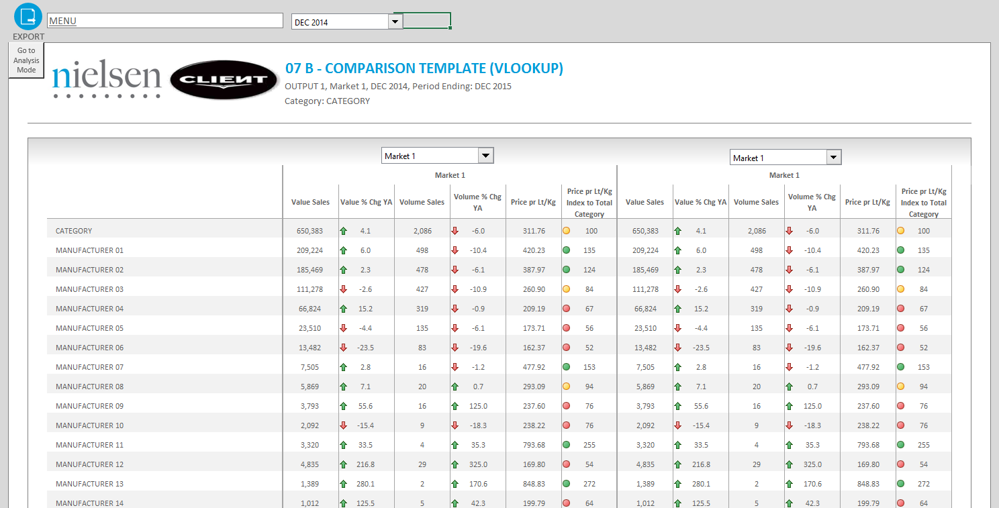 MENU
DEC 2014
EXPORT
Go to
Analysis
Mode
nielsen
CLIENT
07 B - COMPARISON TEMPLATE (VLOOKUP)
OUTPUT 1, Market 1, DEC 2014, Period Ending: DEC 2015
Category: CATEGORY
Market 1 Market 1
Market 1 Market 1
Value Sales Value % Chg YA Volume Sales Volume % Chg YA Price pr Lt/Kg Price pr Lt/Kg Index to Total Category Value Sales Value % Chg YA Volume Sales Volume % Chg YA Price pr Lt/Kg Price pr Lt/Kg Index to Total Category
CATEGORY 650,383 4.1 2,086 -6.0 311.76 100 650,383 4.1 2,086 -6.0 311.76 100
MANUFACTURER 01 209,224 6.0 498 -10.4 420.23 135 209,224 6.0 498 -10.4 420.23 135
MANUFACTURER 02 185,469 2.3 478 -6.1 387.97 124 185,469 2.3 478 -6.1 387.97 124
MANUFACTURER 03 111,278 -2.6 427 -10.9 260.90 84 111,278 -2.6 427 -10.9 260.90 84
MANUFACTURER 04 66,824 15.2 319 -0.9 209.19 67 66,824 15.2 319 -0.9 209.19 67
MANUFACTURER 05 23,510 -4.4 135 -6.1 173.71 56 23,510 -4.4 135 -6.1 173.71 56
MANUFACTURER 06 13,482 -23.5 83 -19.6 162.37 52 13,482 -23.5 83 -19.6 162.37 52
MANUFACTURER 07 7,505 2.8 16 -1.2 477.92 153 7,505 2.8 16 -1.2 477.92 153
MANUFACTURER 08 5,869 7.1 20 0.7 293.09 94 5,869 7.1 20 0.7 293.09 94
MANUFACTURER 09 3,793 55.6 16 125.0 237.60 76 3,793 55.6 16 125.0 237.60 76
MANUFACTURER 10 2,092 -15.4 9 -18.3 238.22 76 2,092 -15.4 9 -18.3 238.22 76
MANUFACTURER 11 3,320 33.5 4 35.3 793.68 255 3,320 33.5 4 35.3 793.68 255
MANUFACTURER 12 4,835 216.8 29 325.0 169.80 54 4,835 216.8 29 325.0 169.80 54
MANUFACTURER 13 1,389 280.1 2 170.6 848.83 272 1,389 280.1 2 170.6 848.83 272
MANUFACTURER 14 1,012 125.5 5 42.3 199.79 64 1,012 125.5 5 42.3 199.79 64